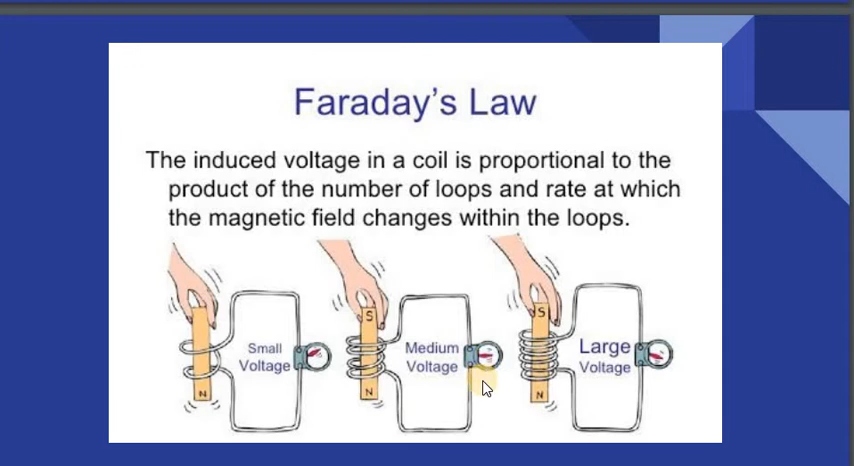 Faraday's Law
The induced voltage in a coil is proportional to the
product of the number of loops and rate at which
the magnetic field changes within the loops.
Small
Voltage
N
S
Medium
Voltage
N
S
Large
Voltage
N